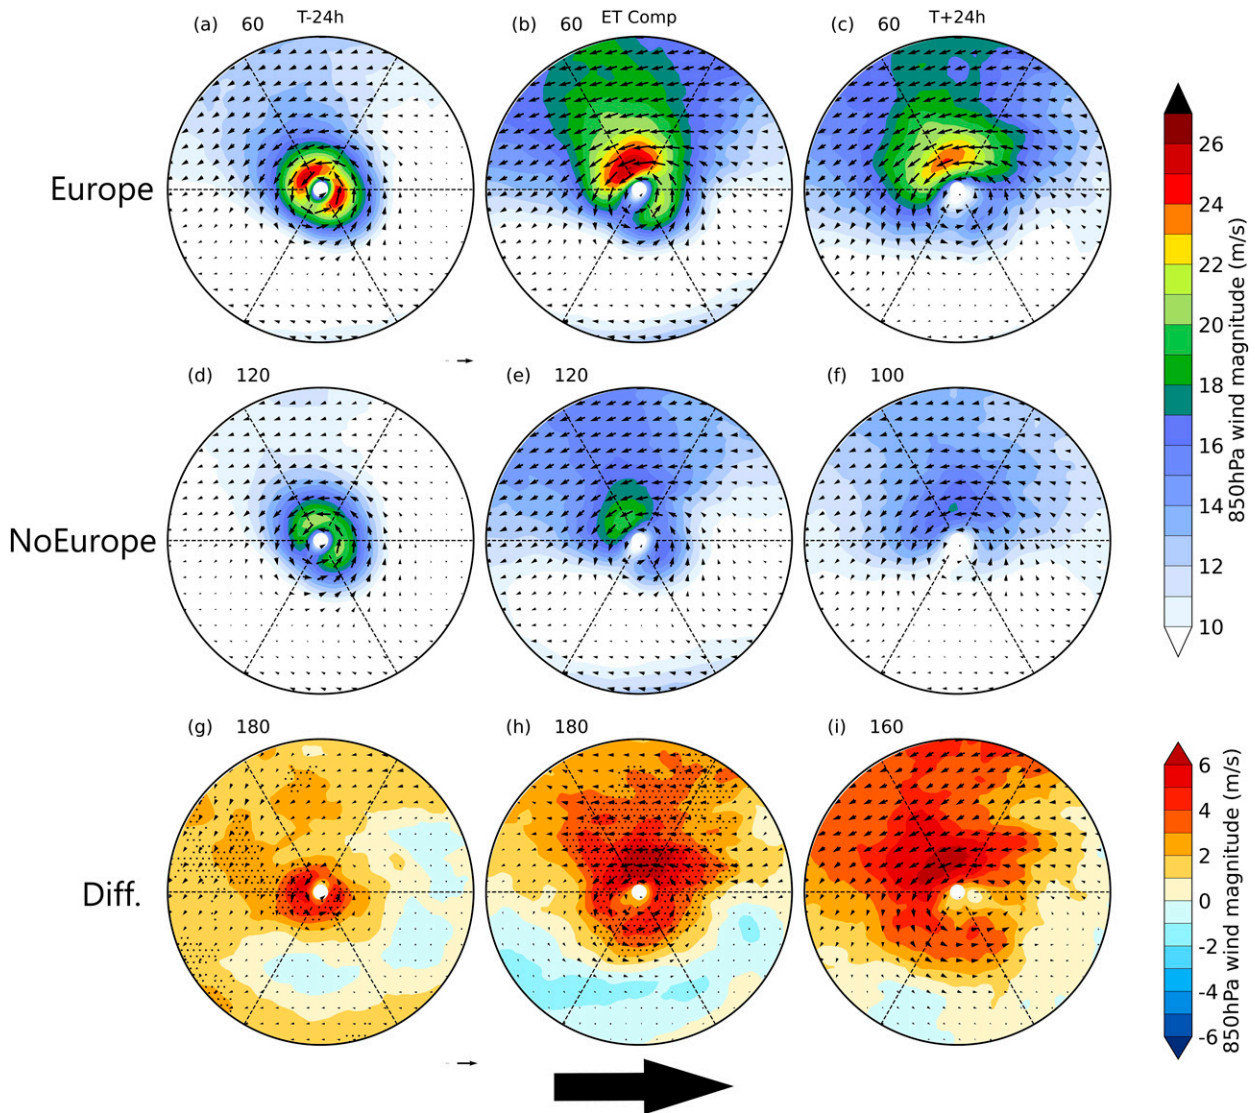 T-24h ET Comp T+24h
(a) 60 (b) 60 (c) 60
Europe
(d) 120 (e) 120 (f) 100
NoEurope
(g) 180 (h) 180 (i) 160
Diff.
26
24
22
20
18
16
14
12
10
850hPa wind magnitude (m/s)
6
4
2
0
-2
-4
-6
850hPa wind magnitude (m/s)